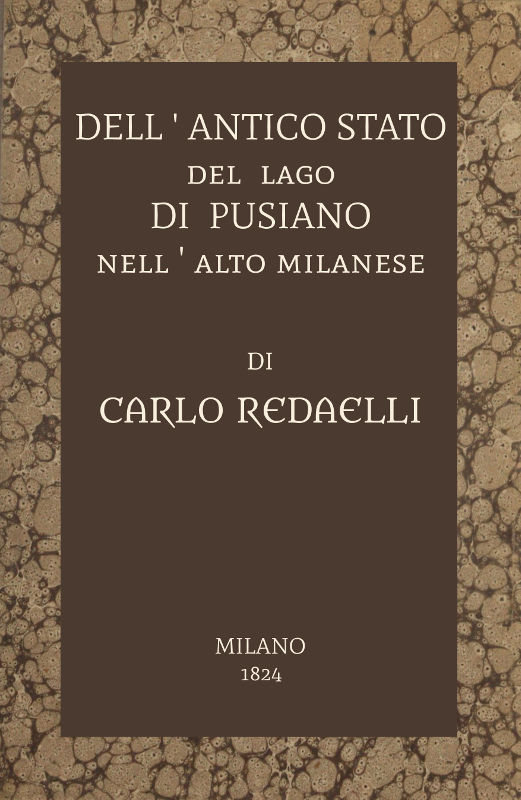 DELL'ANTICO STATO
DEL LAGO
DI PUSIANO
NELL'ALTO MILANESE
DI
CARLO REDAELLI
MILANO
1824